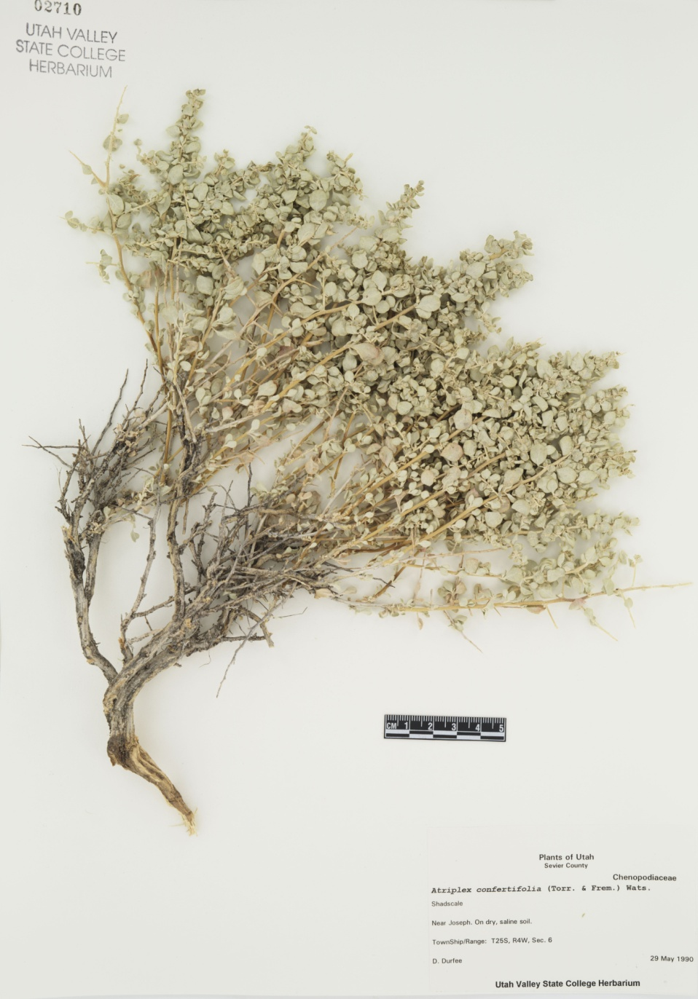 02710
UTAH VALLEY
STATE COLLEGE
HERBARIUM
CM 1 2 3 4 5
Plants of Utah
Sevier County
Chenopodiaceae
Atriplex confertifolia (Torr. & Frem.) Wats.
Shadscale
Near Joseph. On dry, saline soil.
TownShip/Range: T25S, R4W, Sec. 6
D. Durfee
29 May 1990
Utah Valley State College Herbarium